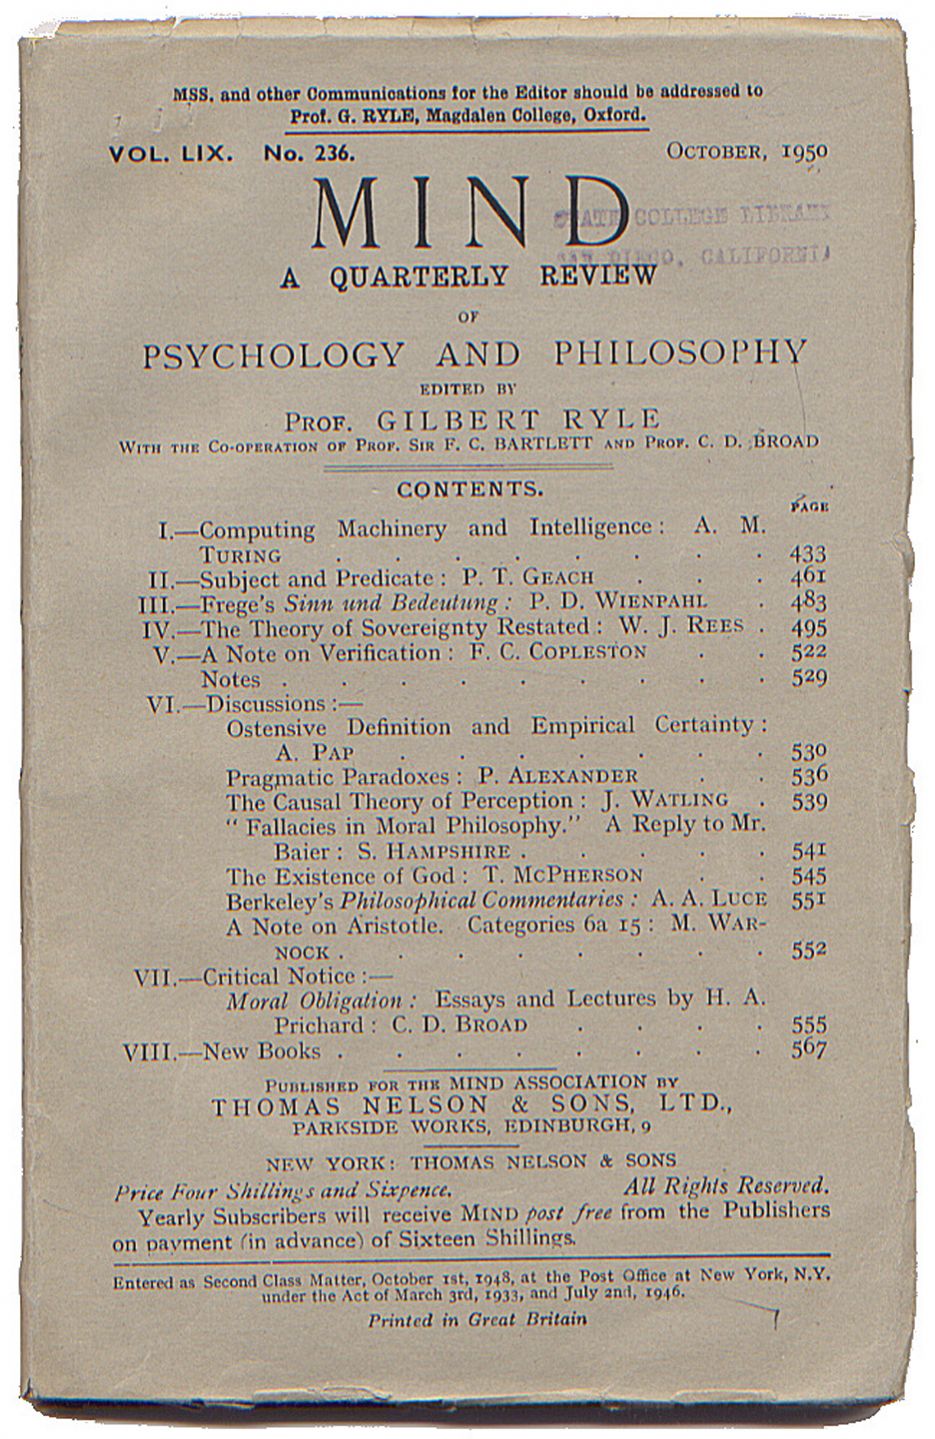 MSS. and other Communications for the Editor should be addressed to
Prof. G. RYLE, Magdalen College, Oxford.
VOL. LIX. No. 236. OCTOBER, 1950
MIND
STATE COLLEGE LIBRARY
SAN DIEGO, CALIFORNIA
A QUARTERLY REVIEW
OF
PSYCHOLOGY AND PHILOSOPHY
EDITED BY
PROF. GILBERT RYLE
WITH THE CO-OPERATION OF PROF. SIR F. C. BARTLETT AND PROF. C. D. BROAD
CONTENTS.
PAGE
I.—Computing Machinery and Intelligence : A. M.
TURING . . . . . . . . 433
II.—Subject and Predicate : P. T. GEACH . . . 461
III.—Frege's Sinn und Bedeutung : P. D. WIENPAHL . 483
IV.—The Theory of Sovereignty Restated : W. J. REES . 495
V.—A Note on Verification : F. C. COPLESTON . . 522
Notes . . . . . . . . . 529
VI.—Discussions :—
Ostensive Definition and Empirical Certainty :
A. PAP . . . . . . . 530
Pragmatic Paradoxes : P. ALEXANDER . . 536
The Causal Theory of Perception : J. WATLING . 539
“ Fallacies in Moral Philosophy.” A Reply to Mr.
Baier : S. HAMPSHIRE . . . . . 541
The Existence of God : T. MCPHERSON . . 545
Berkeley's Philosophical Commentaries : A. A. LUCE 551
A Note on Aristotle. Categories 6a 15 : M. WAR-
NOCK . . . . . . . . 552
VII.—Critical Notice :—
Moral Obligation : Essays and Lectures by H. A.
Prichard : C. D. BROAD . . . . 555
VIII.—New Books . . . . . . . . 567
PUBLISHED FOR THE MIND ASSOCIATION BY
THOMAS NELSON & SONS, LTD.,
PARKSIDE WORKS, EDINBURGH, 9
NEW YORK: THOMAS NELSON & SONS
Price Four Shillings and Sixpence. All Rights Reserved.
Yearly Subscribers will receive MIND post free from the Publishers
on payment (in advance) of Sixteen Shillings.
Entered as Second Class Matter, October 1st, 1948, at the Post Office at New York, N.Y.
under the Act of March 3rd, 1933, and July 2nd, 1946.
Printed in Great Britain